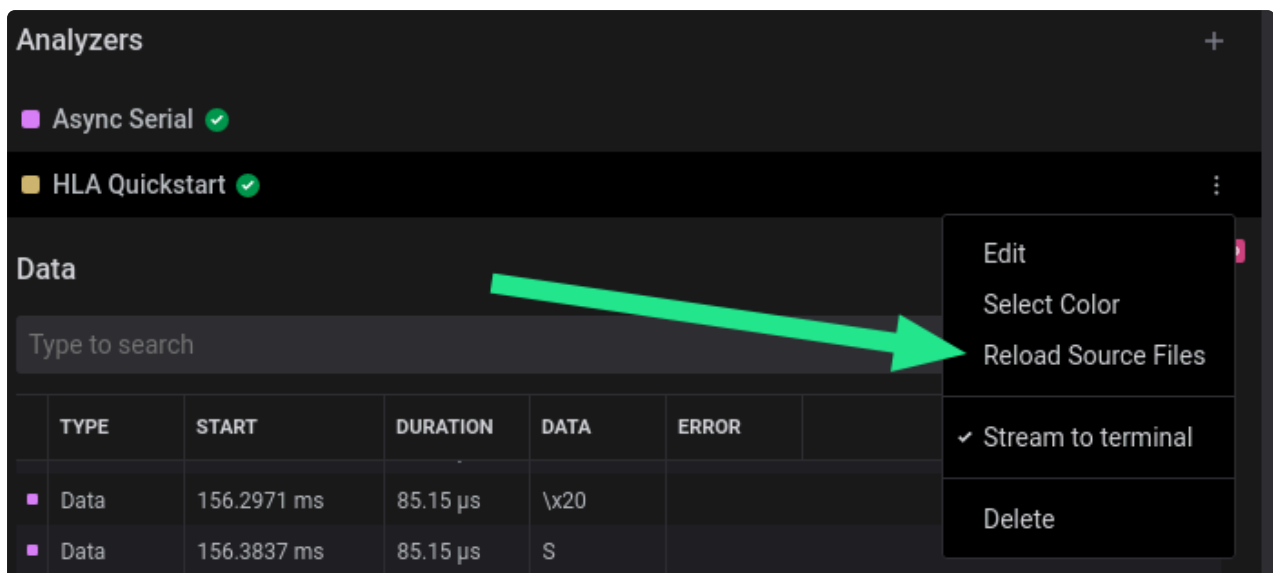 Analyzers +
Async Serial
HLA Quickstart
Edit
Data
Select Color
Type to search
Reload Source Files
TYPE START DURATION DATA ERROR
Stream to terminal
Data 156.2971 ms 85.15 μs \x20
Delete
Data 156.3837 ms 85.15 μs S